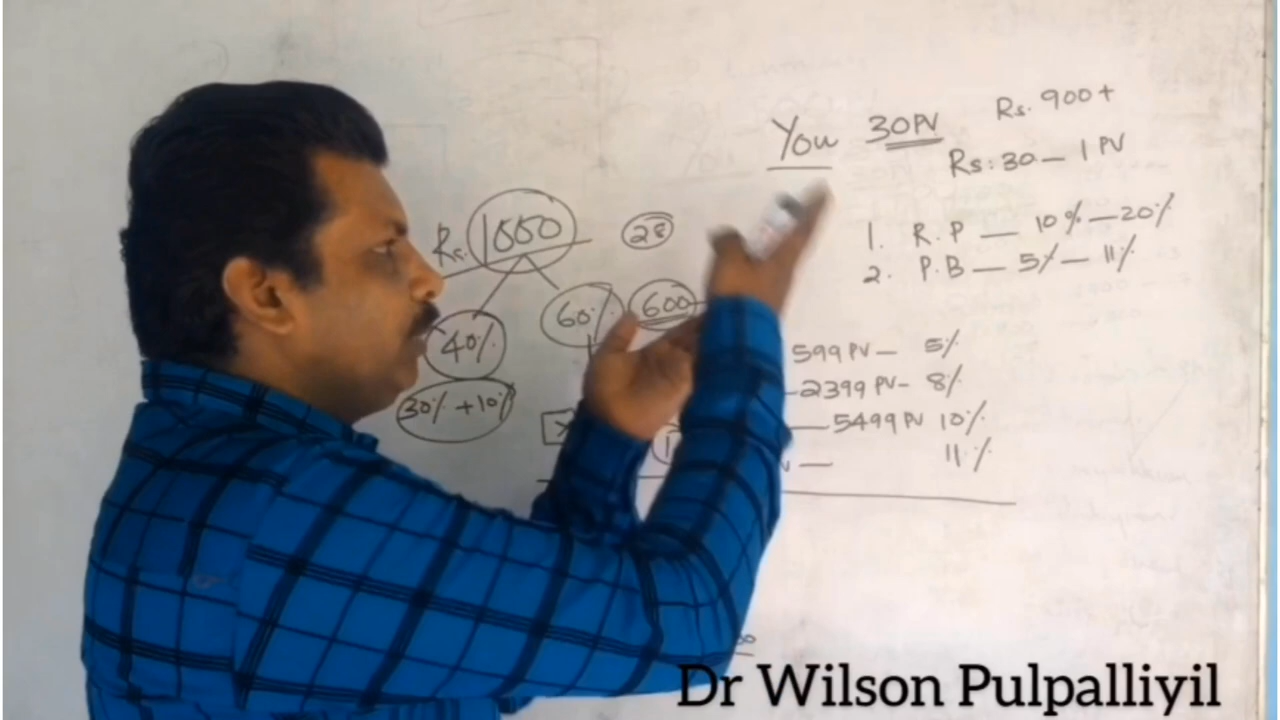 You 30PV Rs. 900+
Rs: 30 — 1 PV
1. R.P — 10% — 20%
2. P.B — 5% — 11%
Rs. 1000 28
40% 60% 600
30% + 10%
599 PV — 5%
—2399 PV — 8%
—5499 PV 10%
— 11%
Dr Wilson Pulpalliyil